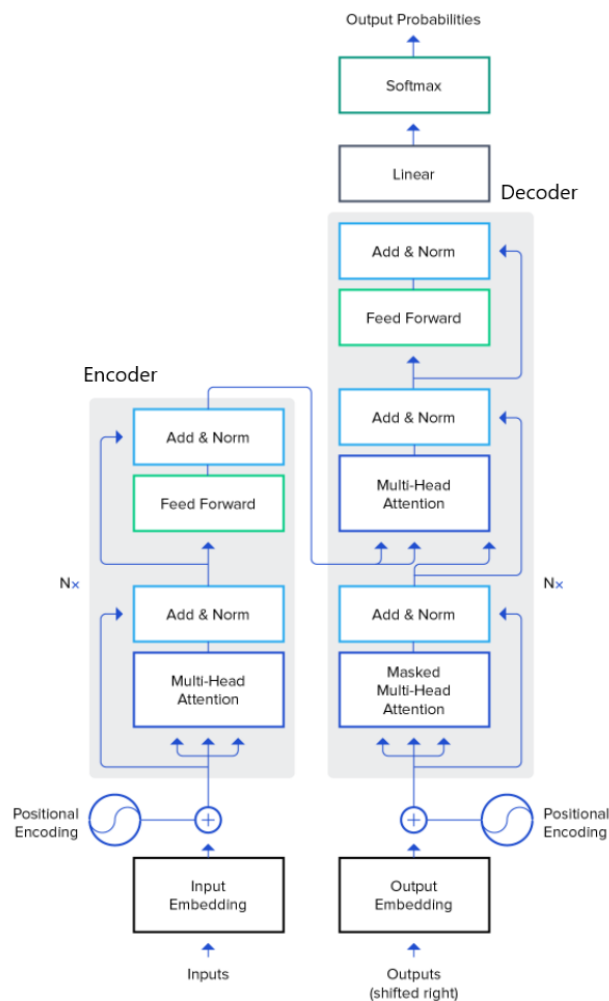 Output Probabilities
Softmax
Linear
Decoder
Add & Norm
Feed Forward
Add & Norm
Multi-Head
Attention
Nx
Add & Norm
Masked
Multi-Head
Attention
Encoder
Add & Norm
Feed Forward
Nx
Add & Norm
Multi-Head
Attention
Positional
Encoding
Positional
Encoding
Input
Embedding
Output
Embedding
Inputs
Outputs
(shifted right)